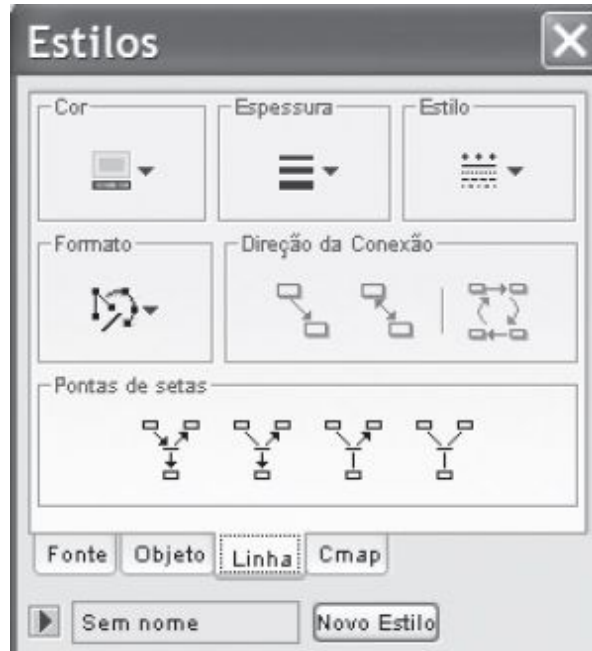 Estilos
Cor Espessura Estilo
Formato Direção da Conexão
Pontas de setas
Fonte Objeto Linha Cmap
Sem nome Novo Estilo